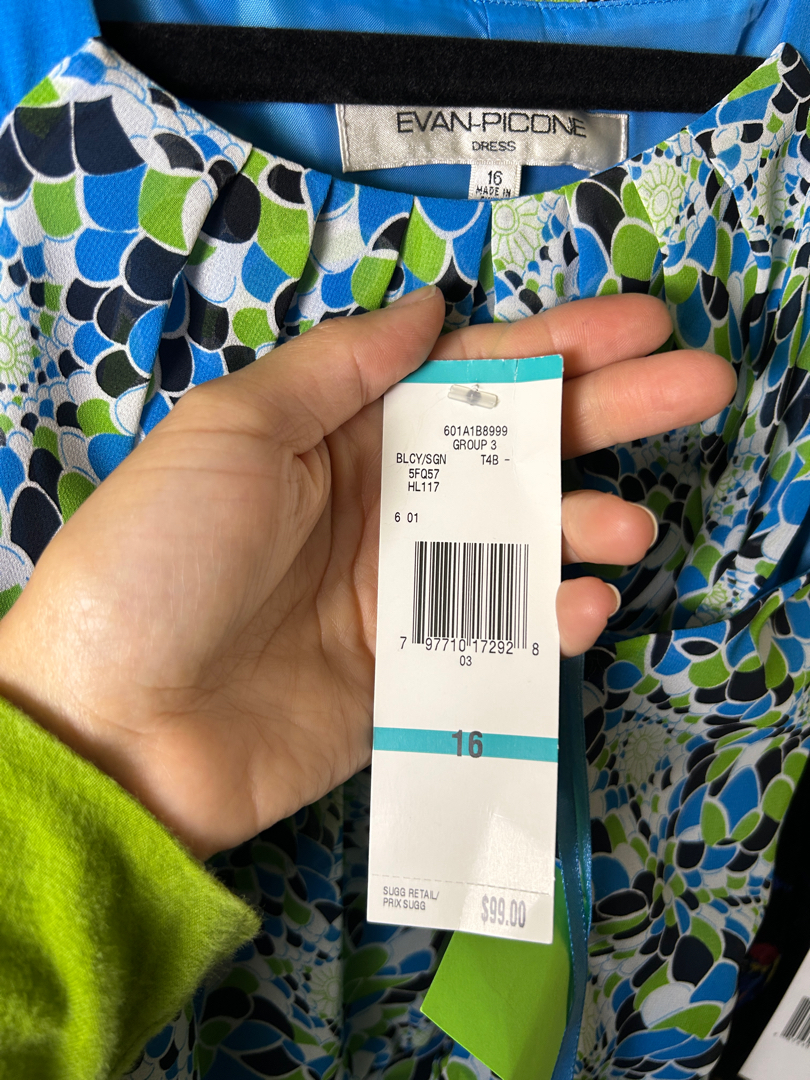 EVAN-PICONE
DRESS
16
MADE IN
601A1B8999
GROUP 3
BLCY/SGN T4B -
5FQ57
HL117
6 01
7 97710 17292 8
03
16
SUGG RETAIL/
PRIX SUGG
$99.00